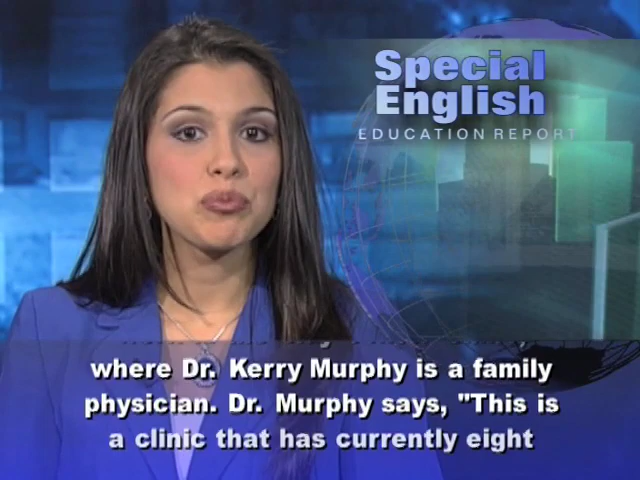 Special
English
EDUCATION REPORT
where Dr. Kerry Murphy is a family
physician. Dr. Murphy says, "This is
a clinic that has currently eight